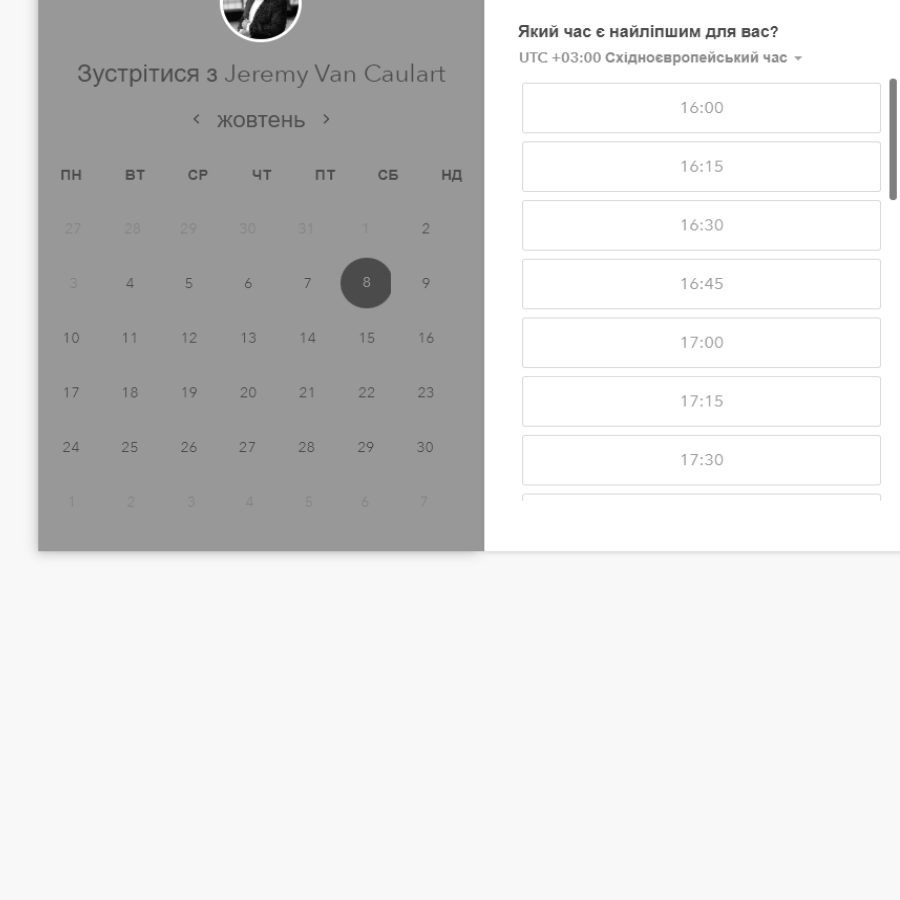 Зустрітися з Jeremy Van Caulart
жовтень
ПН ВТ СР ЧТ ПТ СБ НД
27 28 29 30 31 1 2
3 4 5 6 7 8 9
10 11 12 13 14 15 16
17 18 19 20 21 22 23
24 25 26 27 28 29 30
1 2 3 4 5 6 7
Який час є найліпшим для вас?
UTC +03:00 Східноєвропейський час
16:00
16:15
16:30
16:45
17:00
17:15
17:30